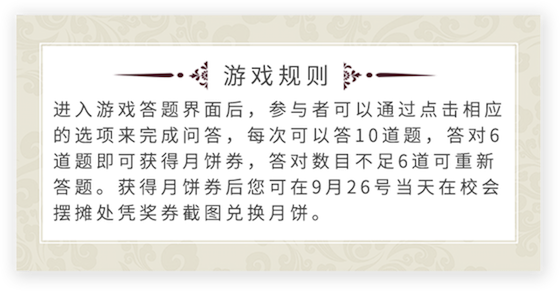 游戏规则
进入游戏答题界面后，参与者可以通过点击相应
的选项来完成问答，每次可以答10道题，答对6
道题即可获得月饼券，答对数目不足6道可重新
答题。获得月饼券后您可在9月26号当天在校会
摆摊处凭奖券截图兑换月饼。